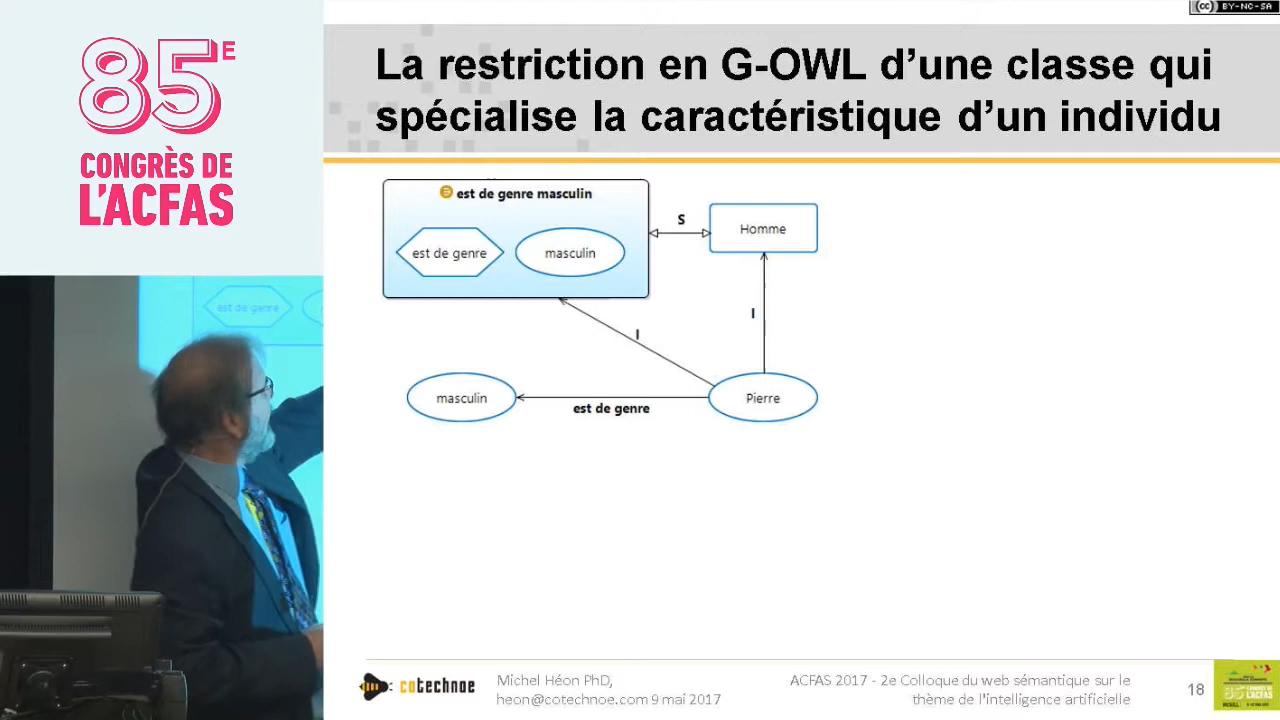 BY-NC-SA
85E
CONGRÈS DE
L'ACFAS
La restriction en G-OWL d'une classe qui
spécialise la caractéristique d'un individu
est de genre masculin
est de genre
masculin
S
Homme
I
I
masculin
est de genre
Pierre
est de genre
cotechnoe
Michel Héon PhD,
heon@cotechnoe.com 9 mai 2017
ACFAS 2017 - 2e Colloque du web sémantique sur le
thème de l'intelligence artificielle
18